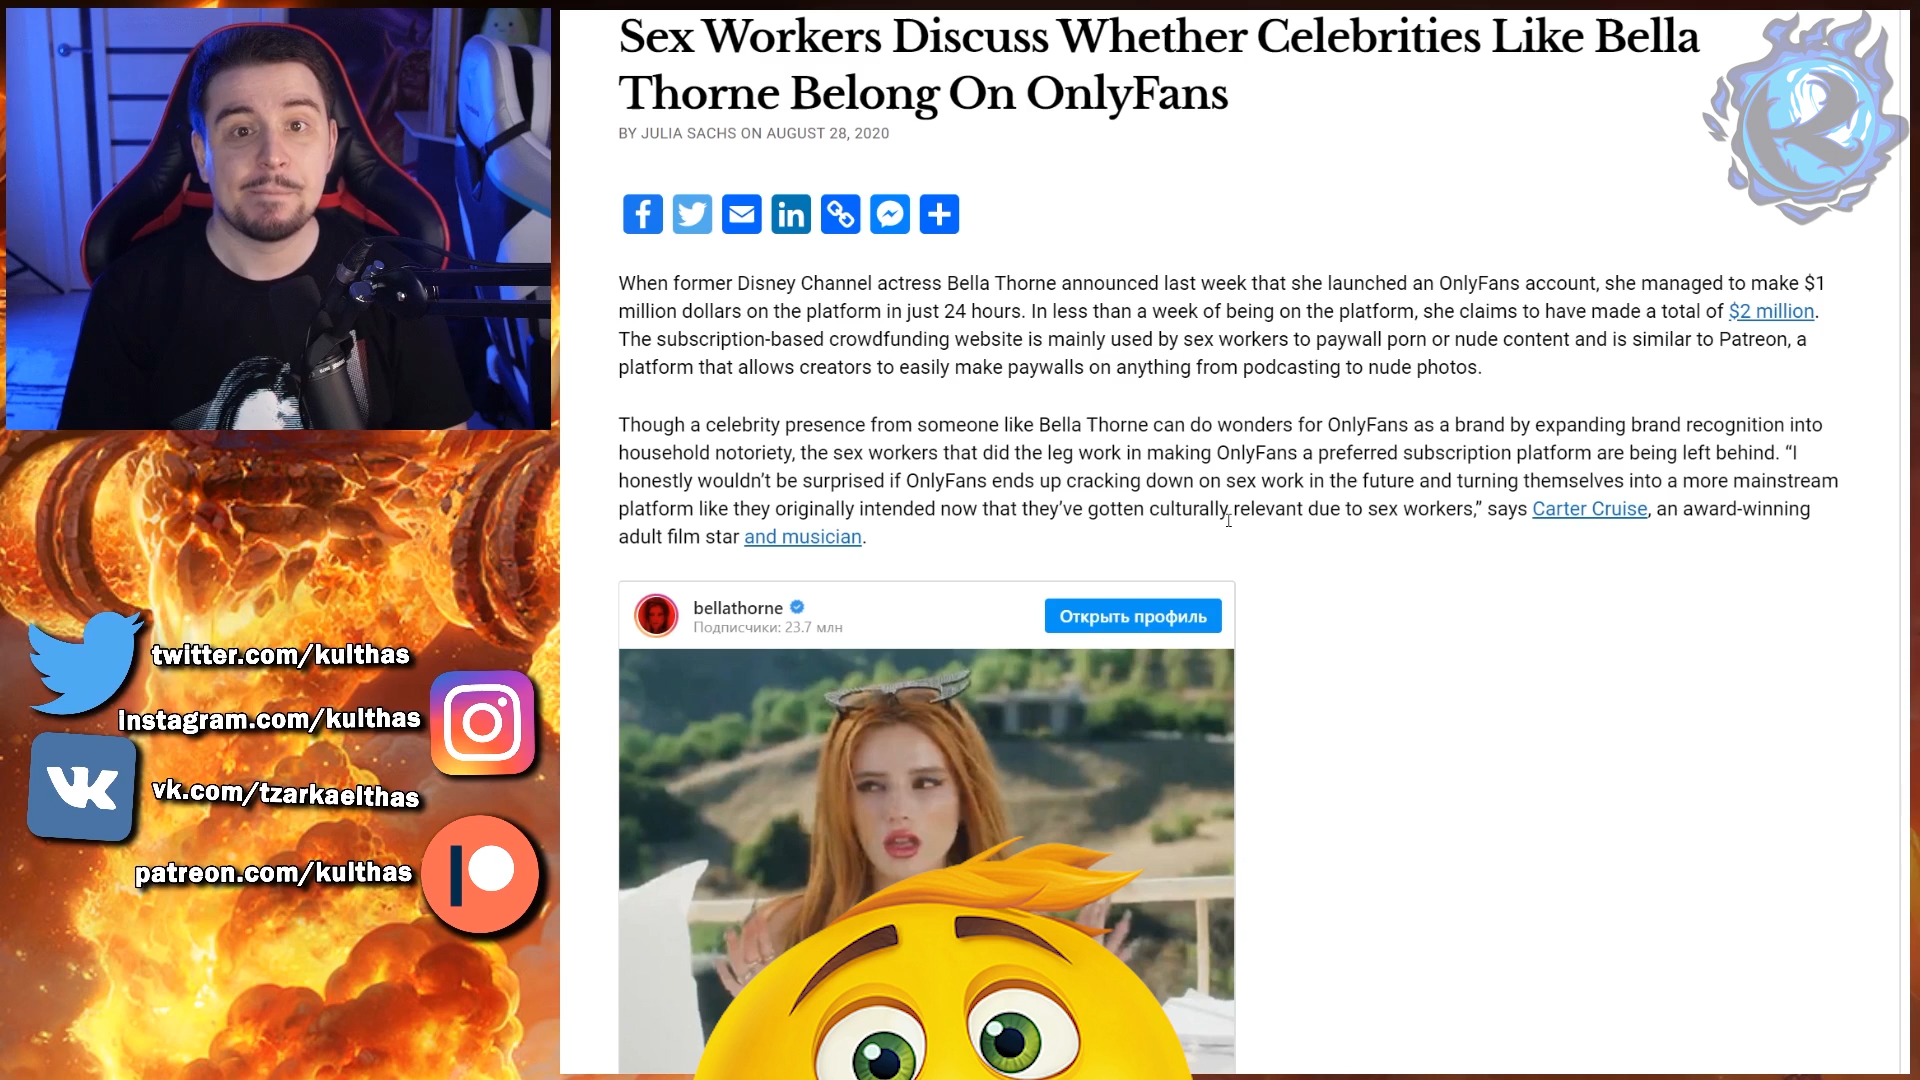 Sex Workers Discuss Whether Celebrities Like Bella
Thorne Belong On OnlyFans
BY JULIA SACHS ON AUGUST 28, 2020
When former Disney Channel actress Bella Thorne announced last week that she launched an OnlyFans account, she managed to make $1
million dollars on the platform in just 24 hours. In less than a week of being on the platform, she claims to have made a total of $2 million.
The subscription-based crowdfunding website is mainly used by sex workers to paywall porn or nude content and is similar to Patreon, a
platform that allows creators to easily make paywalls on anything from podcasting to nude photos.
Though a celebrity presence from someone like Bella Thorne can do wonders for OnlyFans as a brand by expanding brand recognition into
household notoriety, the sex workers that did the leg work in making OnlyFans a preferred subscription platform are being left behind. “I
honestly wouldn’t be surprised if OnlyFans ends up cracking down on sex work in the future and turning themselves into a more mainstream
platform like they originally intended now that they’ve gotten culturally relevant due to sex workers,” says Carter Cruise, an award-winning
adult film star and musician.
bellathorne
Подписчики: 23.7 млн
Открыть профиль
twitter.com/kulthas
instagram.com/kulthas
vk.com/tzarkaelthas
patreon.com/kulthas